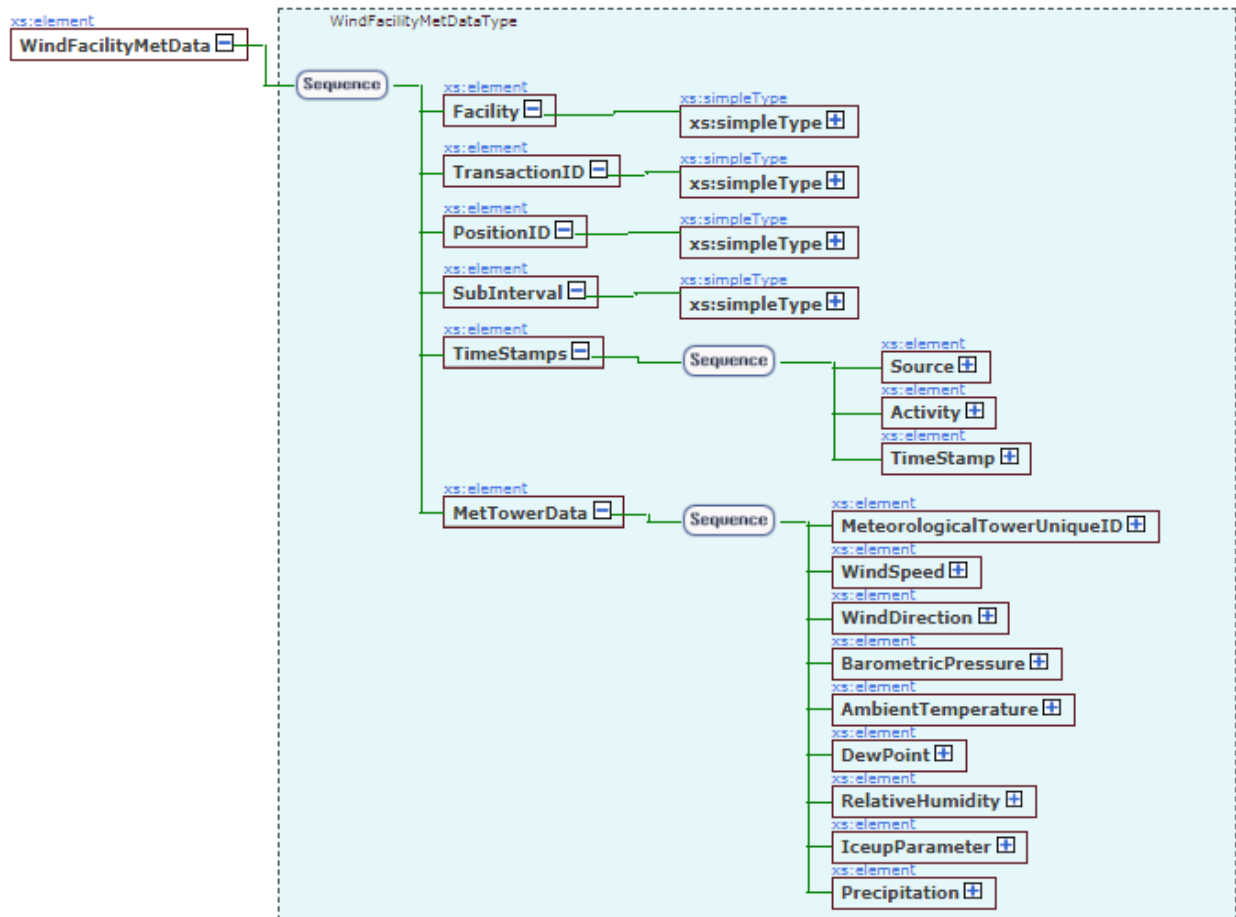 WindFacilityMetDataType
xs:element
WindFacilityMetData
Sequence
xs:element
Facility
xs:simpleType
xs:simpleType
xs:element
TransactionID
xs:simpleType
xs:simpleType
xs:element
PositionID
xs:simpleType
xs:simpleType
xs:element
SubInterval
xs:simpleType
xs:simpleType
xs:element
TimeStamps
Sequence
xs:element
Source
xs:element
Activity
xs:element
TimeStamp
xs:element
MetTowerData
Sequence
xs:element
MeteorologicalTowerUniqueID
xs:element
WindSpeed
xs:element
WindDirection
xs:element
BarometricPressure
xs:element
AmbientTemperature
xs:element
DewPoint
xs:element
RelativeHumidity
xs:element
IceupParameter
xs:element
Precipitation